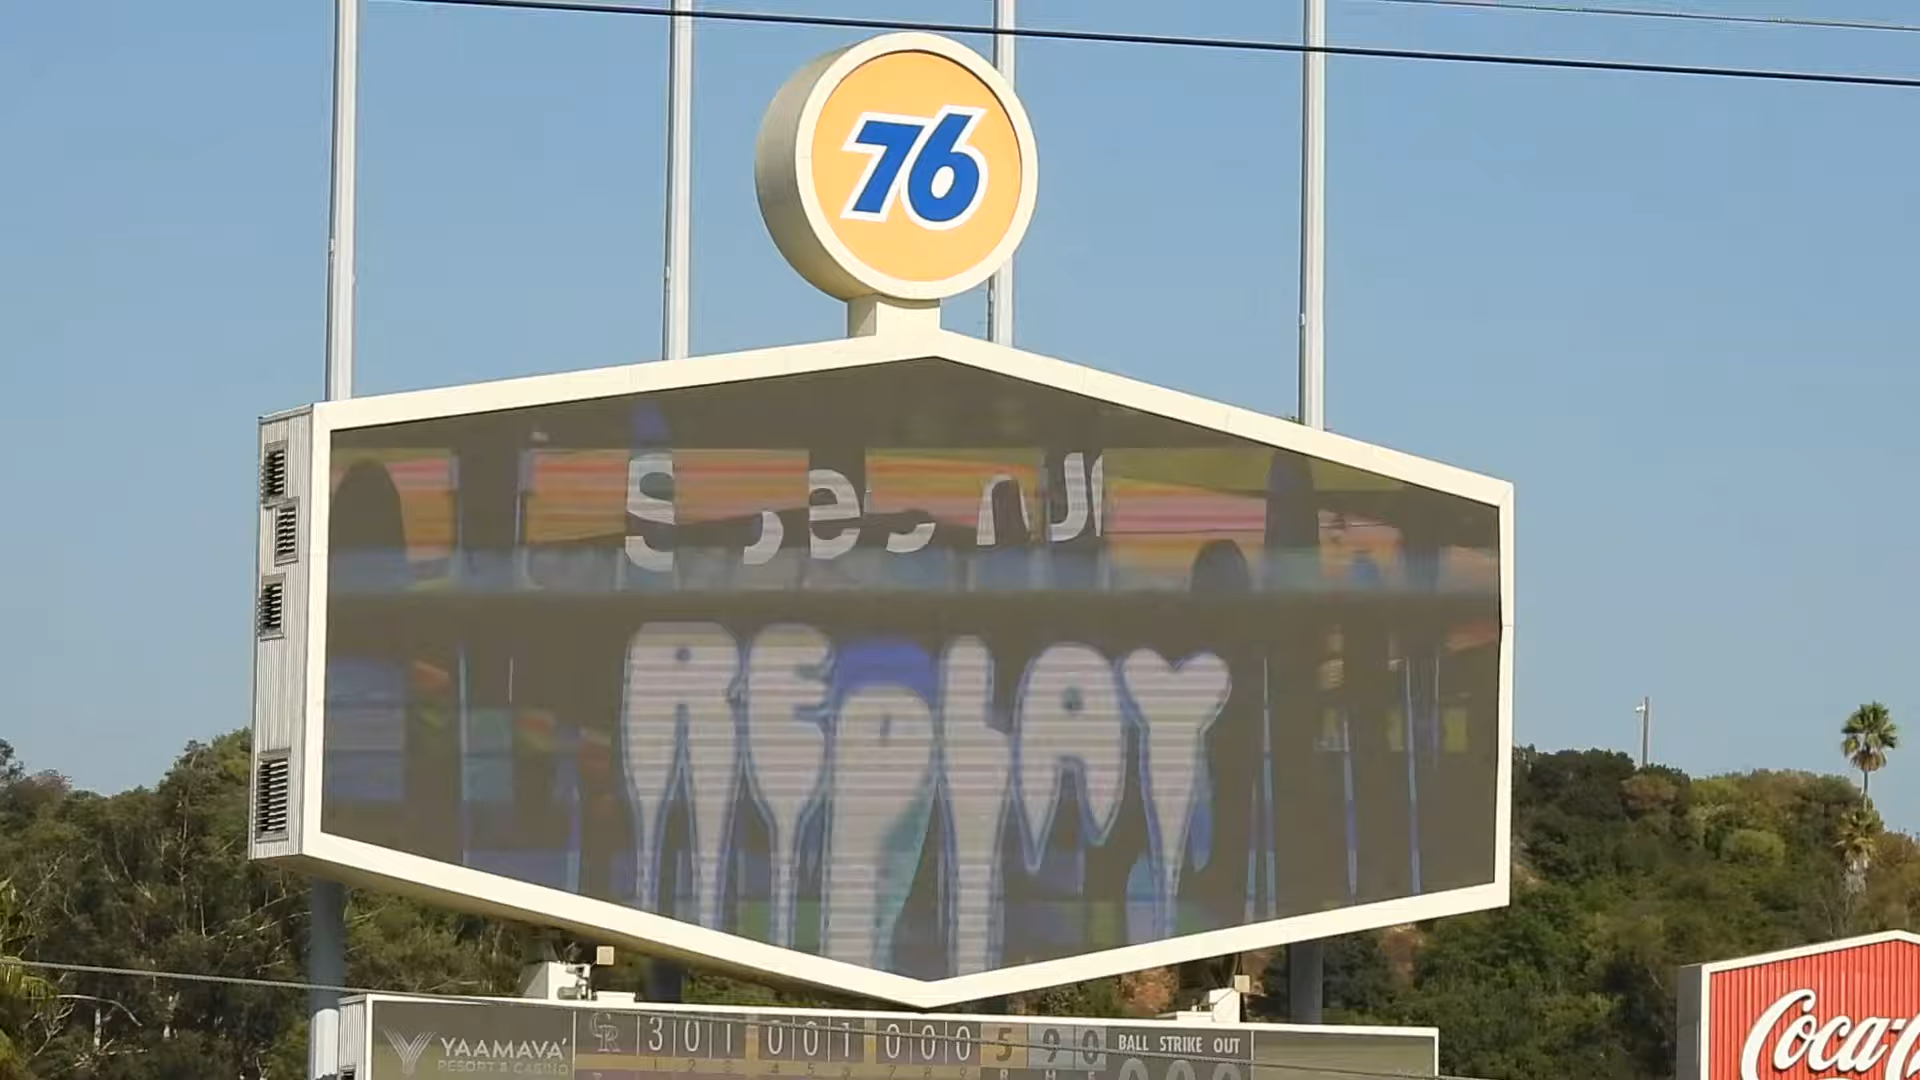 76
REPLAY
YAAMAVA'
RESORT & CASINO
CR 3 0 1 0 0 1 0 0 0 5 9 0
BALL STRIKE OUT
Coca-C